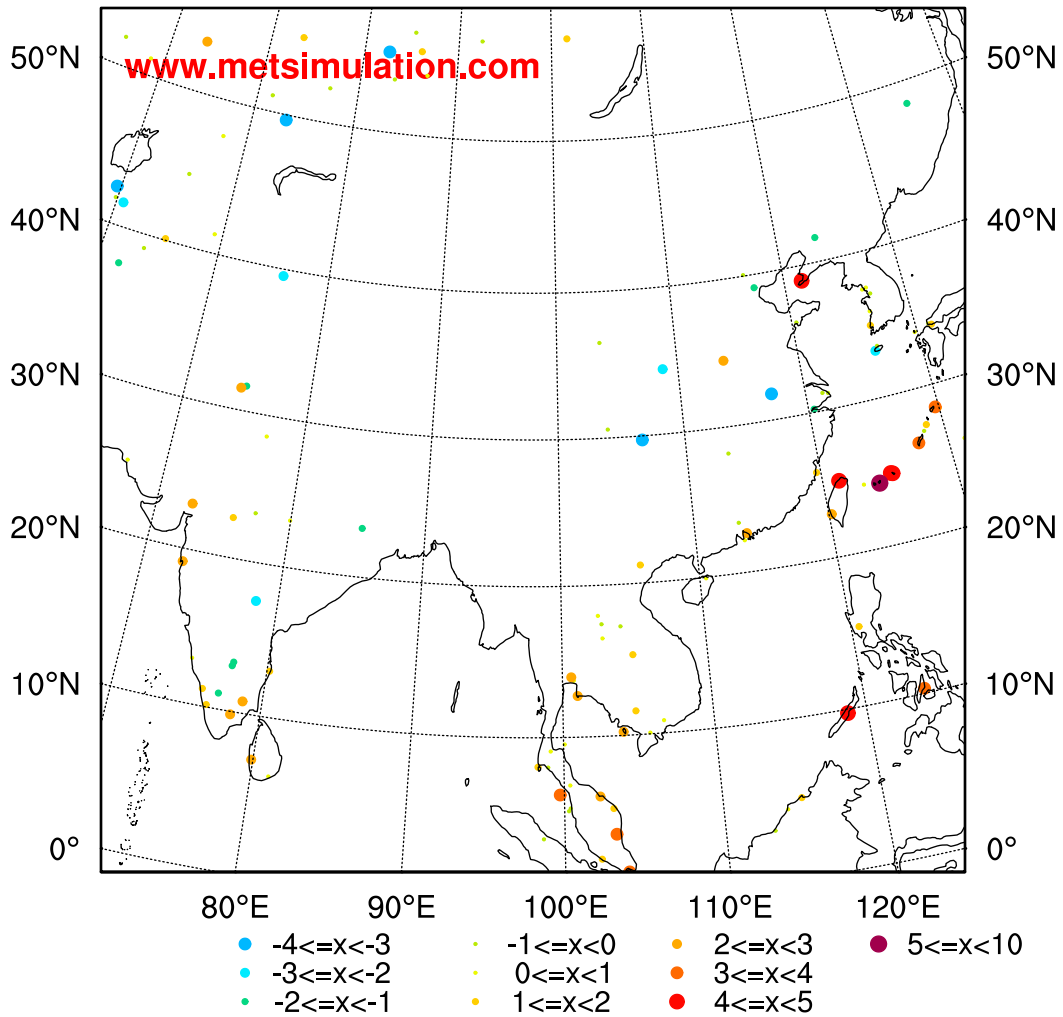 www.metsimulation.com
50°N 50°N
40°N 40°N
30°N 30°N
20°N 20°N
10°N 10°N
0° 0°
80°E 90°E 100°E 110°E 120°E
-4<=x<-3 -1<=x<0 2<=x<3 5<=x<10
-3<=x<-2 0<=x<1 3<=x<4
-2<=x<-1 1<=x<2 4<=x<5